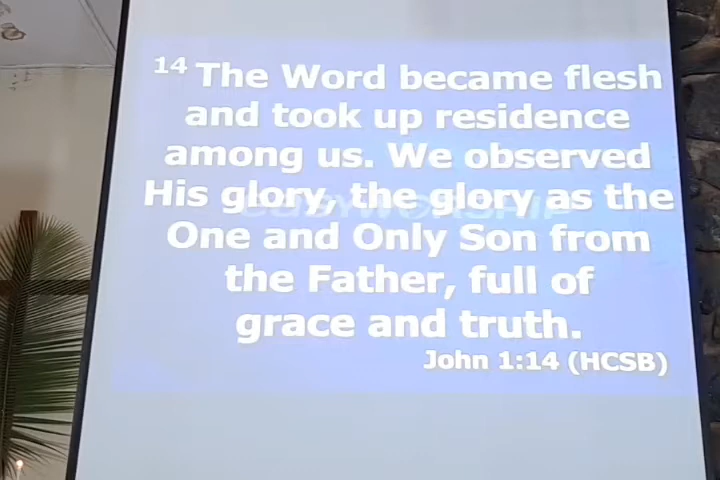 14 The Word became flesh
and took up residence
among us. We observed
His glory, the glory as the
EASYWORSHIP
One and Only Son from
the Father, full of
grace and truth.
John 1:14 (HCSB)